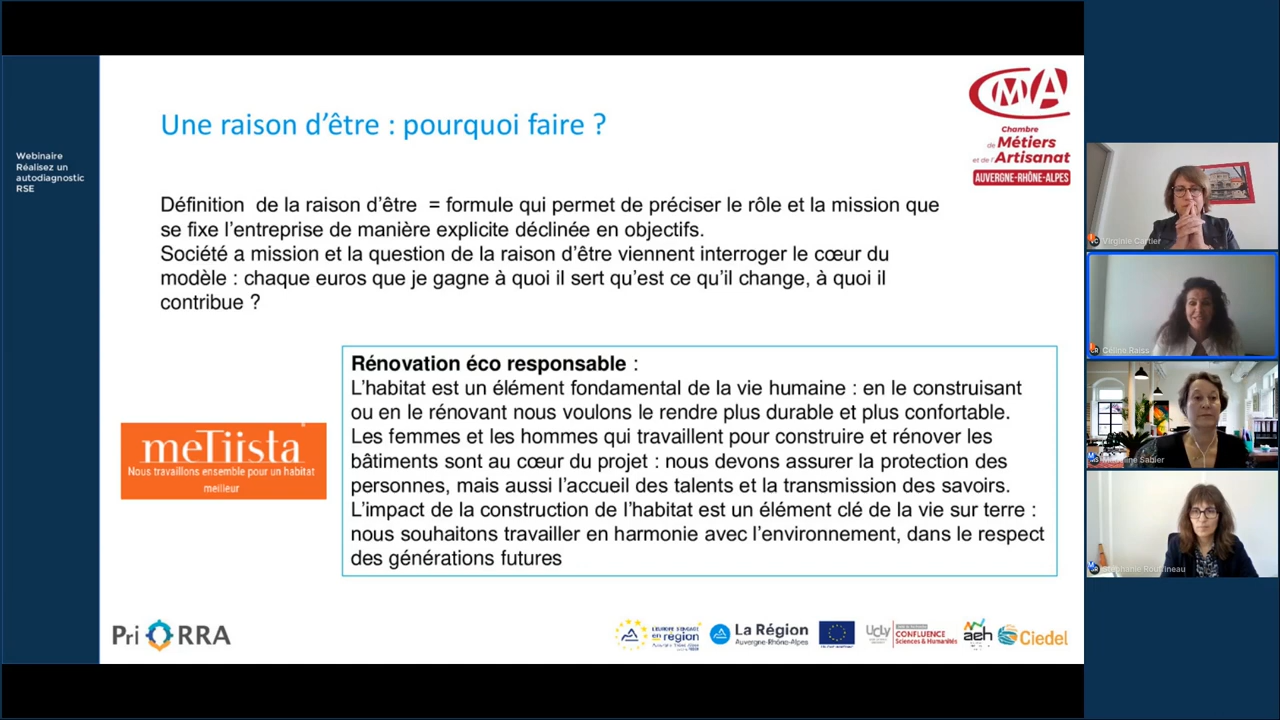 Webinaire
Réalisez un
autodiagnostic
RSE
Une raison d'être : pourquoi faire ?
CMA
Chambre
de Métiers
et de l'Artisanat
AUVERGNE-RHÔNE-ALPES
Définition de la raison d'être = formule qui permet de préciser le rôle et la mission que
se fixe l'entreprise de manière explicite déclinée en objectifs.
Société a mission et la question de la raison d'être viennent interroger le cœur du
modèle : chaque euros que je gagne à quoi il sert qu'est ce qu'il change, à quoi il
contribue ?
Rénovation éco responsable :
L'habitat est un élément fondamental de la vie humaine : en le construisant
ou en le rénovant nous voulons le rendre plus durable et plus confortable.
Les femmes et les hommes qui travaillent pour construire et rénover les
bâtiments sont au cœur du projet : nous devons assurer la protection des
personnes, mais aussi l'accueil des talents et la transmission des savoirs.
L'impact de la construction de l'habitat est un élément clé de la vie sur terre :
nous souhaitons travailler en harmonie avec l'environnement, dans le respect
des générations futures
meTiista
Nous travaillons ensemble pour un habitat
meilleur
Pri RRA
en région
La Région
Auvergne-Rhône-Alpes
UCLy
CONFLUENCE
Sciences & Humanités
aeh
Ciedel
VC Virginie Cartier
CR Céline Raiss
Sabier